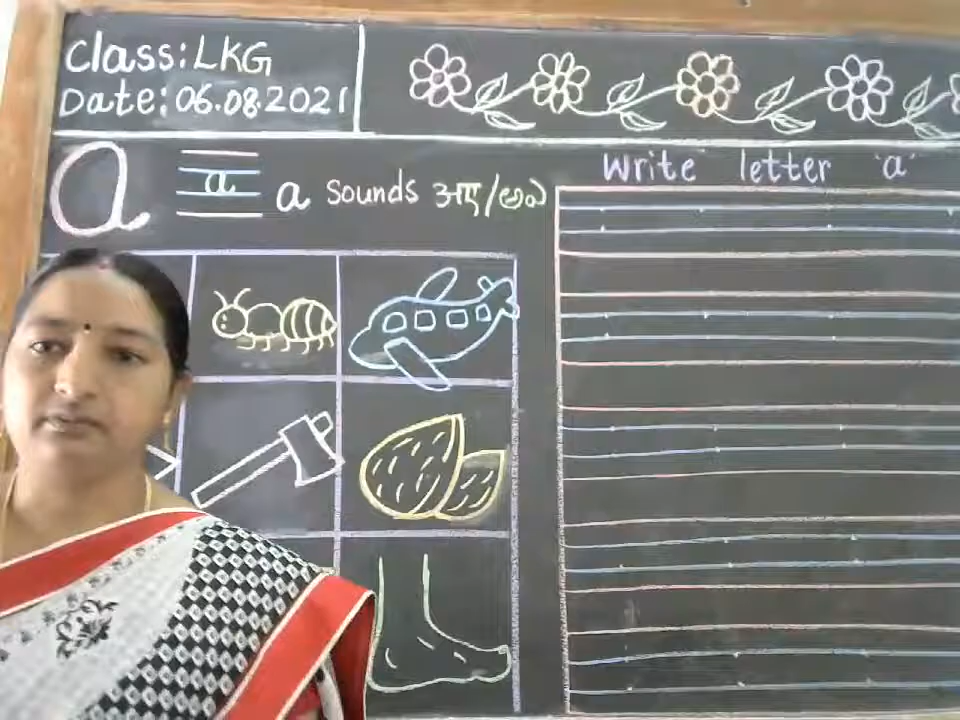 Class: LKG
Date: 06.08.2021
a
a
a sounds
Write letter 'a'